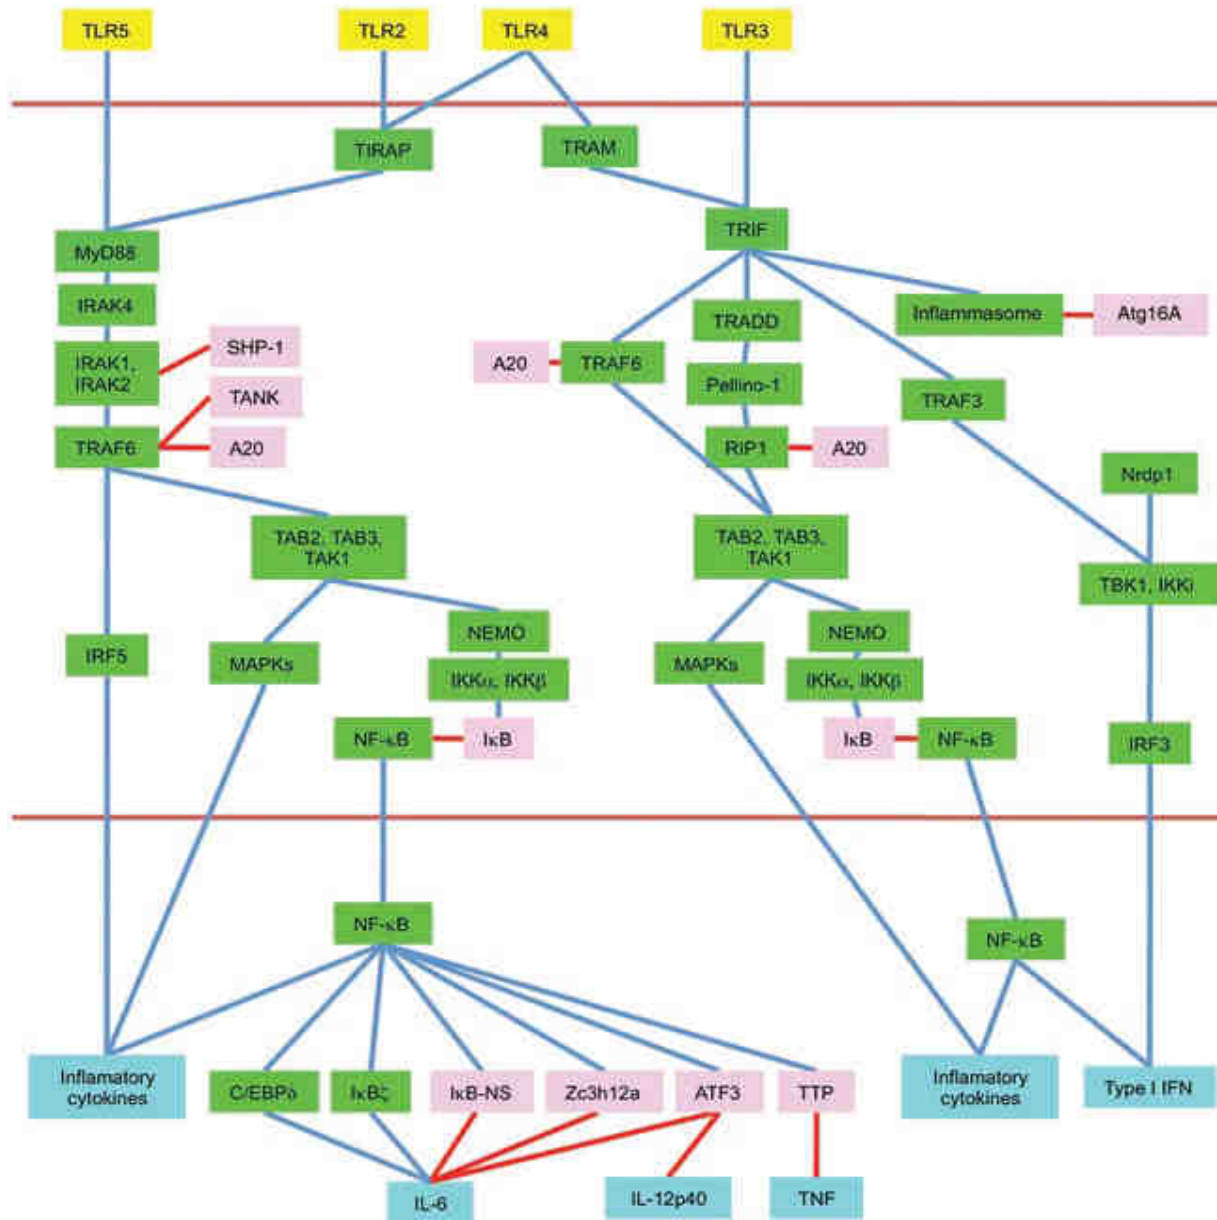 TLR5
TLR2
TLR4
TLR3
TIRAP
TRAM
TRIF
MyD88
IRAK4
Inflammasome
Atg16A
TRADD
SHP-1
IRAK1,
IRAK2
A20
TRAF6
Pellino-1
TANK
TRAF3
TRAF6
A20
RIP1
A20
Nrdp1
TAB2, TAB3,
TAK1
TAB2, TAB3,
TAK1
TBK1, IKKi
NEMO
NEMO
IRF5
MAPKs
MAPKs
IKKα, IKKβ
IKKα, IKKβ
NF-κB
IκB
IκB
NF-κB
IRF3
NF-κB
NF-κB
Inflamatory
cytokines
C/EBPδ
IκBζ
IκB-NS
Zc3h12a
ATF3
TTP
Inflamatory
cytokines
Type I IFN
IL-6
IL-12p40
TNF